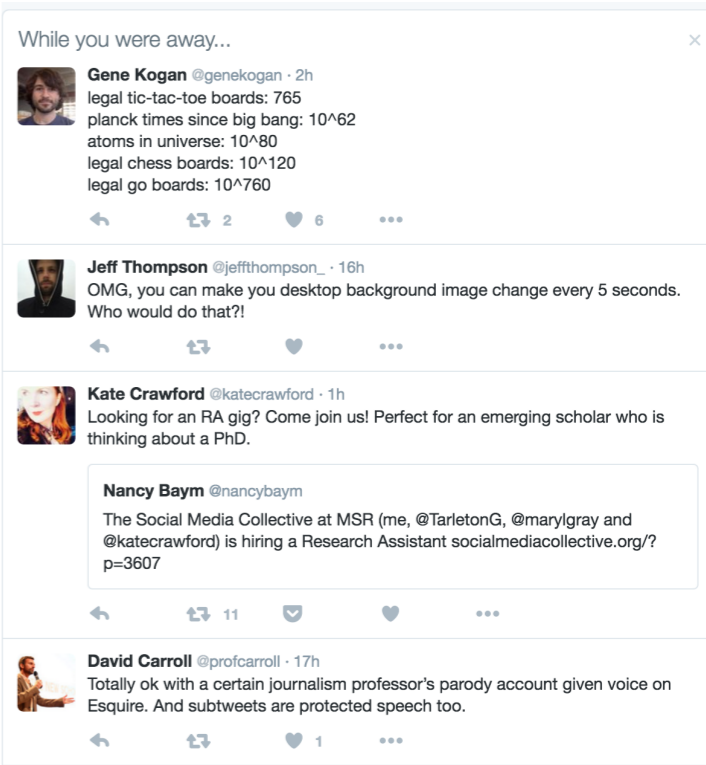 While you were away...
Gene Kogan @genekogan · 2h
legal tic-tac-toe boards: 765
planck times since big bang: 10^62
atoms in universe: 10^80
legal chess boards: 10^120
legal go boards: 10^760
2 6
Jeff Thompson @jeffthompson_ · 16h
OMG, you can make you desktop background image change every 5 seconds.
Who would do that?!
Kate Crawford @katecrawford · 1h
Looking for an RA gig? Come join us! Perfect for an emerging scholar who is
thinking about a PhD.
Nancy Baym @nancybaym
The Social Media Collective at MSR (me, @TarletonG, @marylgray and
@katecrawford) is hiring a Research Assistant socialmediacollective.org/?
p=3607
11
David Carroll @profcarroll · 17h
Totally ok with a certain journalism professor's parody account given voice on
Esquire. And subtweets are protected speech too.
1